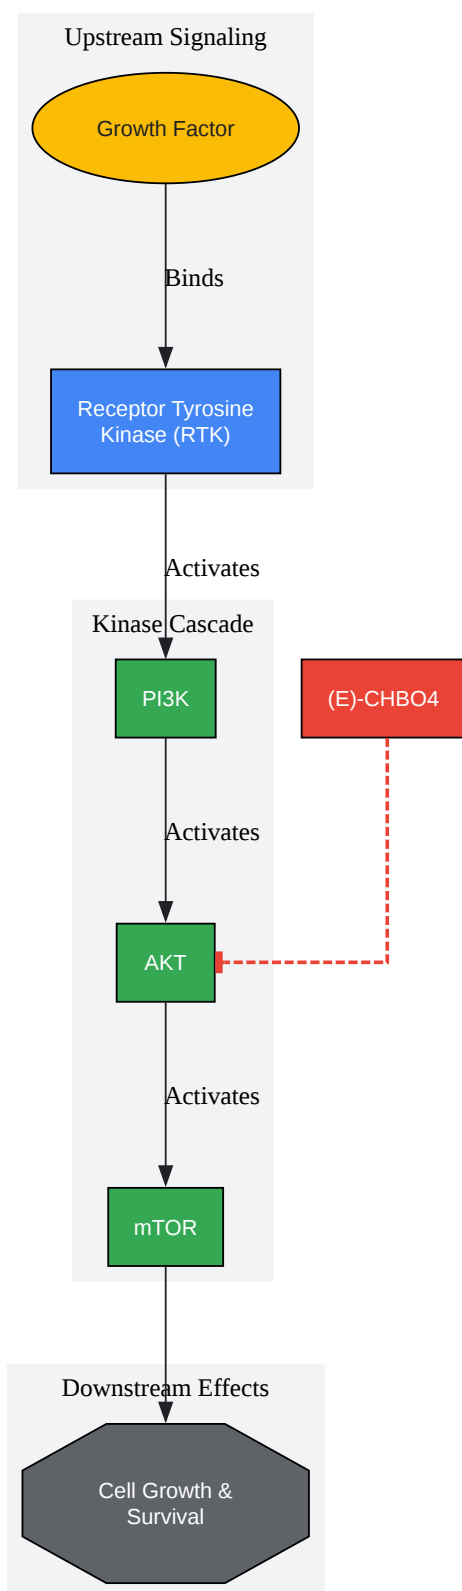 Upstream Signaling
Growth Factor
Binds
Receptor Tyrosine
Kinase (RTK)
Activates
Kinase Cascade
PI3K
(E)-CHBO4
Activates
AKT
Activates
mTOR
Downstream Effects
Cell Growth &
Survival